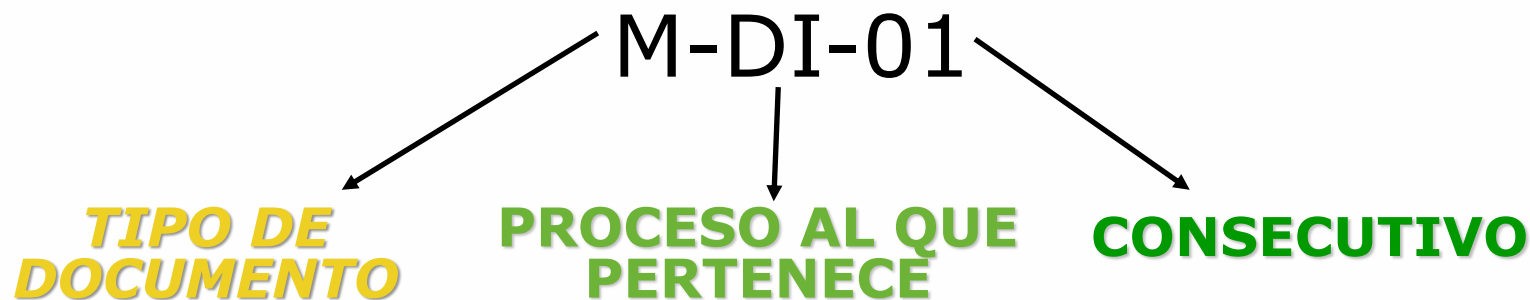 M-DI-01
TIPO DE
DOCUMENTO
PROCESO AL QUE
PERTENECE
CONSECUTIVO